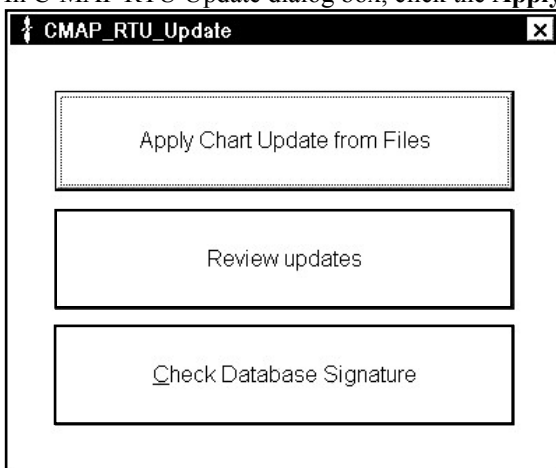 In C-MAP RTU Update dialog box, click the Apply
CMAP_RTU_Update
Apply Chart Update from Files
Review updates
Check Database Signature